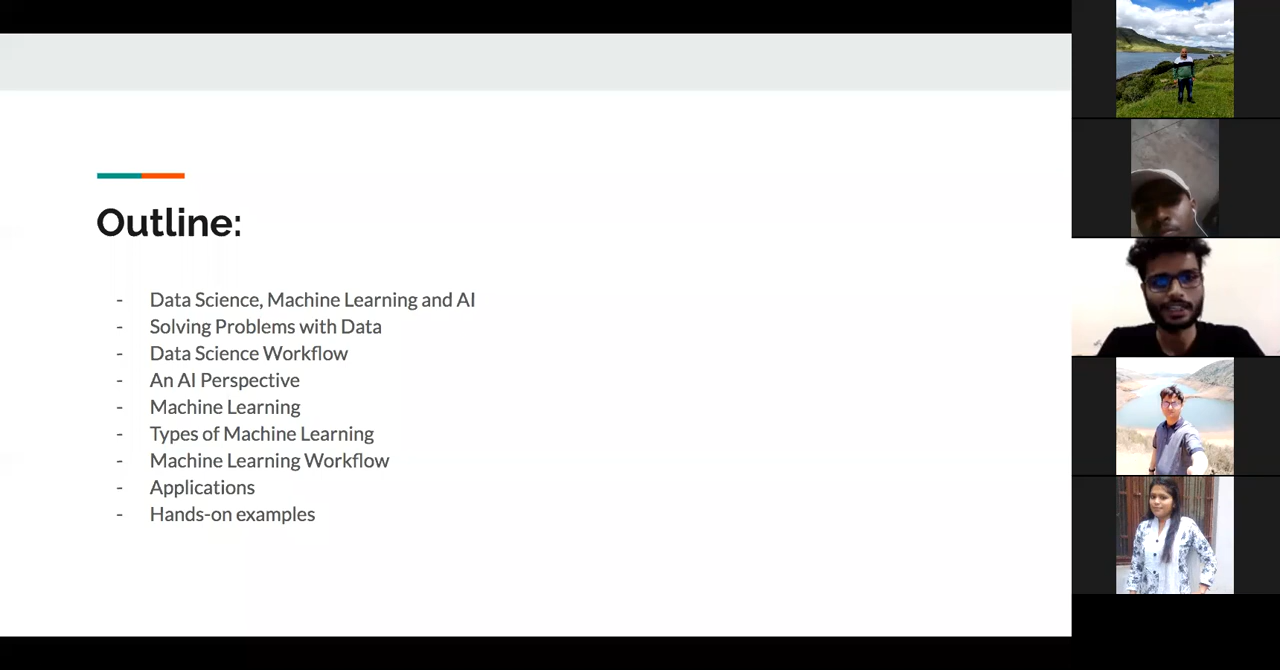 Outline:
- Data Science, Machine Learning and AI
- Solving Problems with Data
- Data Science Workflow
- An AI Perspective
- Machine Learning
- Types of Machine Learning
- Machine Learning Workflow
- Applications
- Hands-on examples